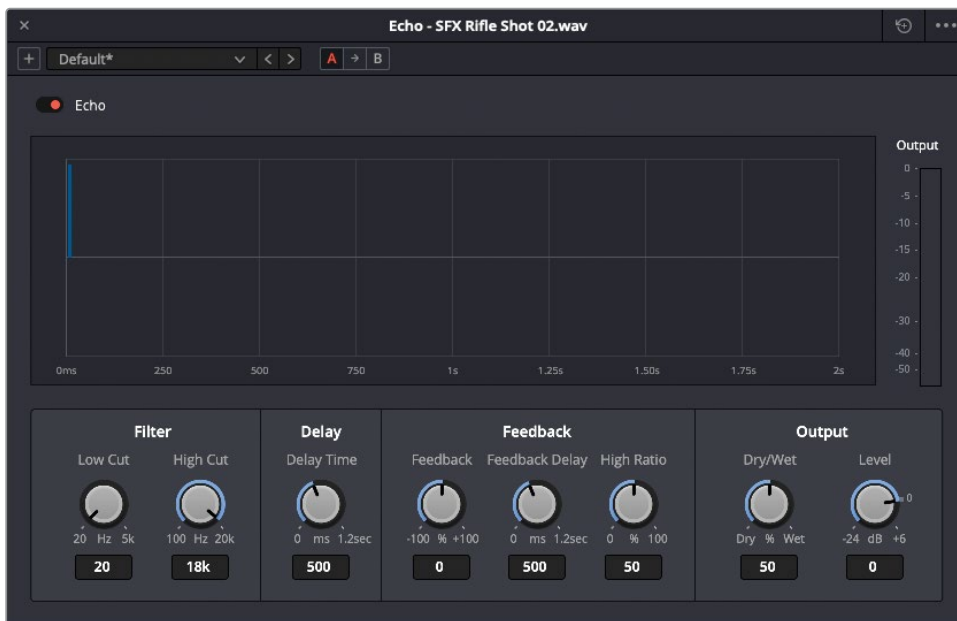 Echo - SFX Rifle Shot 02.wav
Default*
A B
Echo
Output
0
-5
-10
-15
-20
-30
-40
-50
0ms 250 500 750 1s 1.25s 1.50s 1.75s 2s
Filter Delay Feedback Output
Low Cut High Cut Delay Time Feedback Feedback Delay High Ratio Dry/Wet Level
0
20 Hz 5k 100 Hz 20k 0 ms 1.2sec -100 % +100 0 ms 1.2sec 0 % 100 Dry % Wet -24 dB +6
20 18k 500 0 500 50 50 0